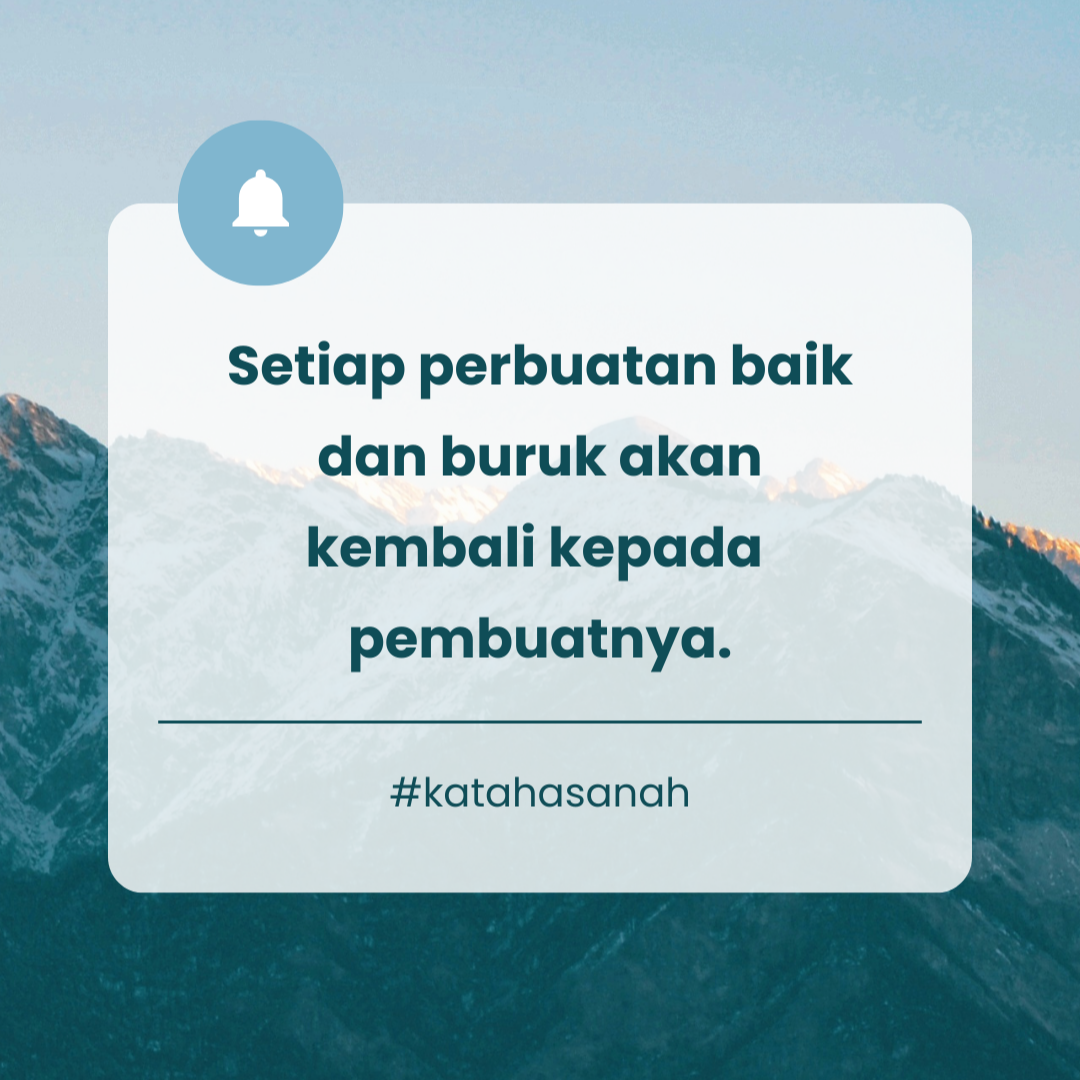 Setiap perbuatan baik
dan buruk akan
kembali kepada
pembuatnya.
#katahasanah